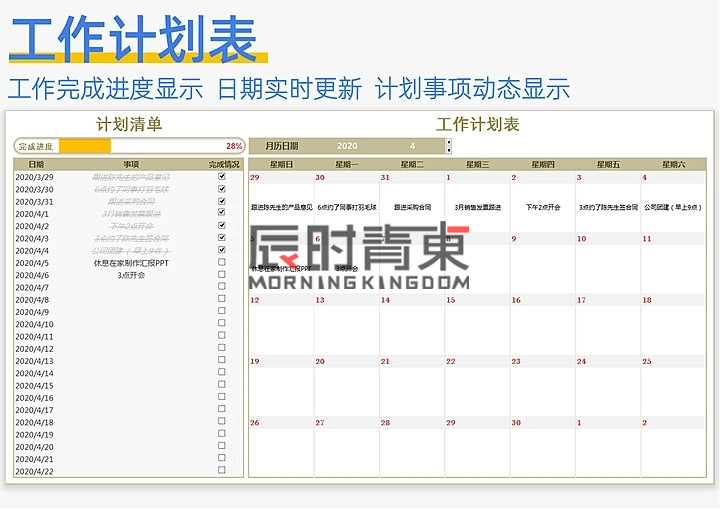 工作计划表
工作完成进度显示 日期实时更新 计划事项动态显示
计划清单
完成进度 28%
日期 事项 完成情况
2020/3/29 跟进陈先生的产品意见
2020/3/30 6点约了同事打羽毛球
2020/3/31 跟进采购合同
2020/4/1 3月销售发票跟进
2020/4/2 下午2点开会
2020/4/3 3点约了陈先生签合同
2020/4/4 公司团建（早上9点）
2020/4/5 休息在家制作汇报PPT
2020/4/6 3点开会
2020/4/7
2020/4/8
2020/4/9
2020/4/10
2020/4/11
2020/4/12
2020/4/13
2020/4/14
2020/4/15
2020/4/16
2020/4/17
2020/4/18
2020/4/19
2020/4/20
2020/4/21
2020/4/22
工作计划表
月历日期 2020 4
星期日 星期一 星期二 星期三 星期四 星期五 星期六
29 30 31 1 2 3 4
跟进陈先生的产品意见 6点约了同事打羽毛球 跟进采购合同 3月销售发票跟进 下午2点开会 3点约了陈先生签合同 公司团建（早上9点）
5 6 7 8 9 10 11
休息在家制作汇报PPT 3点开会
辰时青東
MORNINGKINGDOM
12 13 14 15 16 17 18
19 20 21 22 23 24 25
26 27 28 29 30 1 2